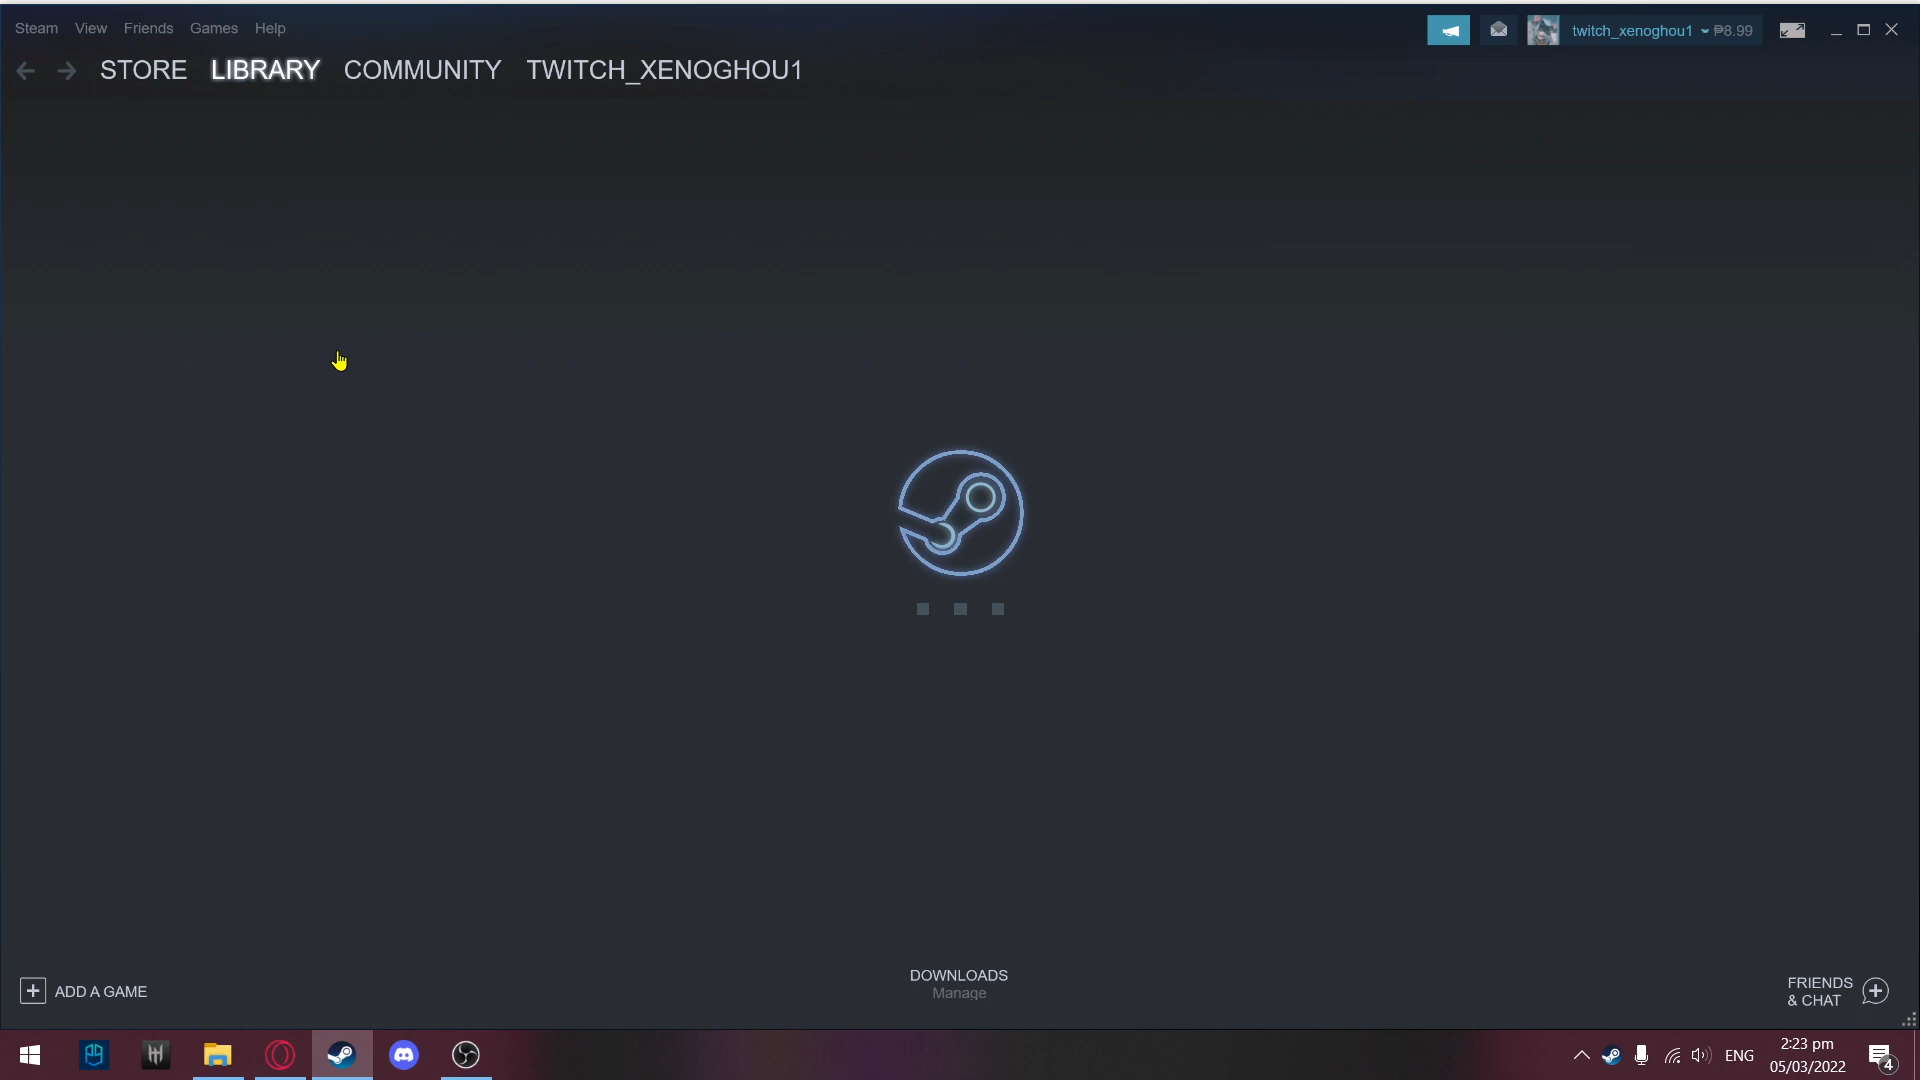 Steam View Friends Games Help
twitch_xenoghou1 ₱8.99
STORE LIBRARY COMMUNITY TWITCH_XENOGHOU1
ADD A GAME
DOWNLOADS
Manage
FRIENDS
& CHAT
ENG
2:23 pm
05/03/2022
4